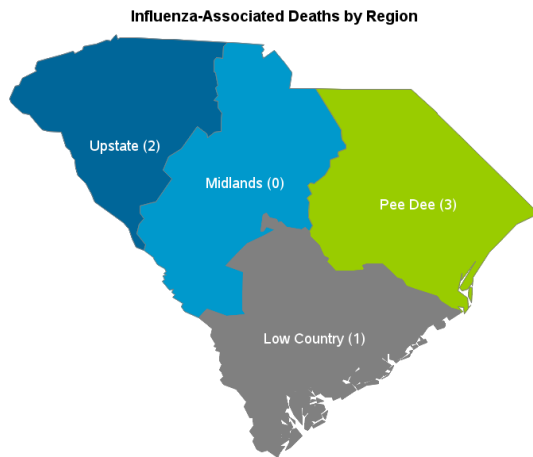 Influenza-Associated Deaths by Region
Upstate (2)
Midlands (0)
Pee Dee (3)
Low Country (1)